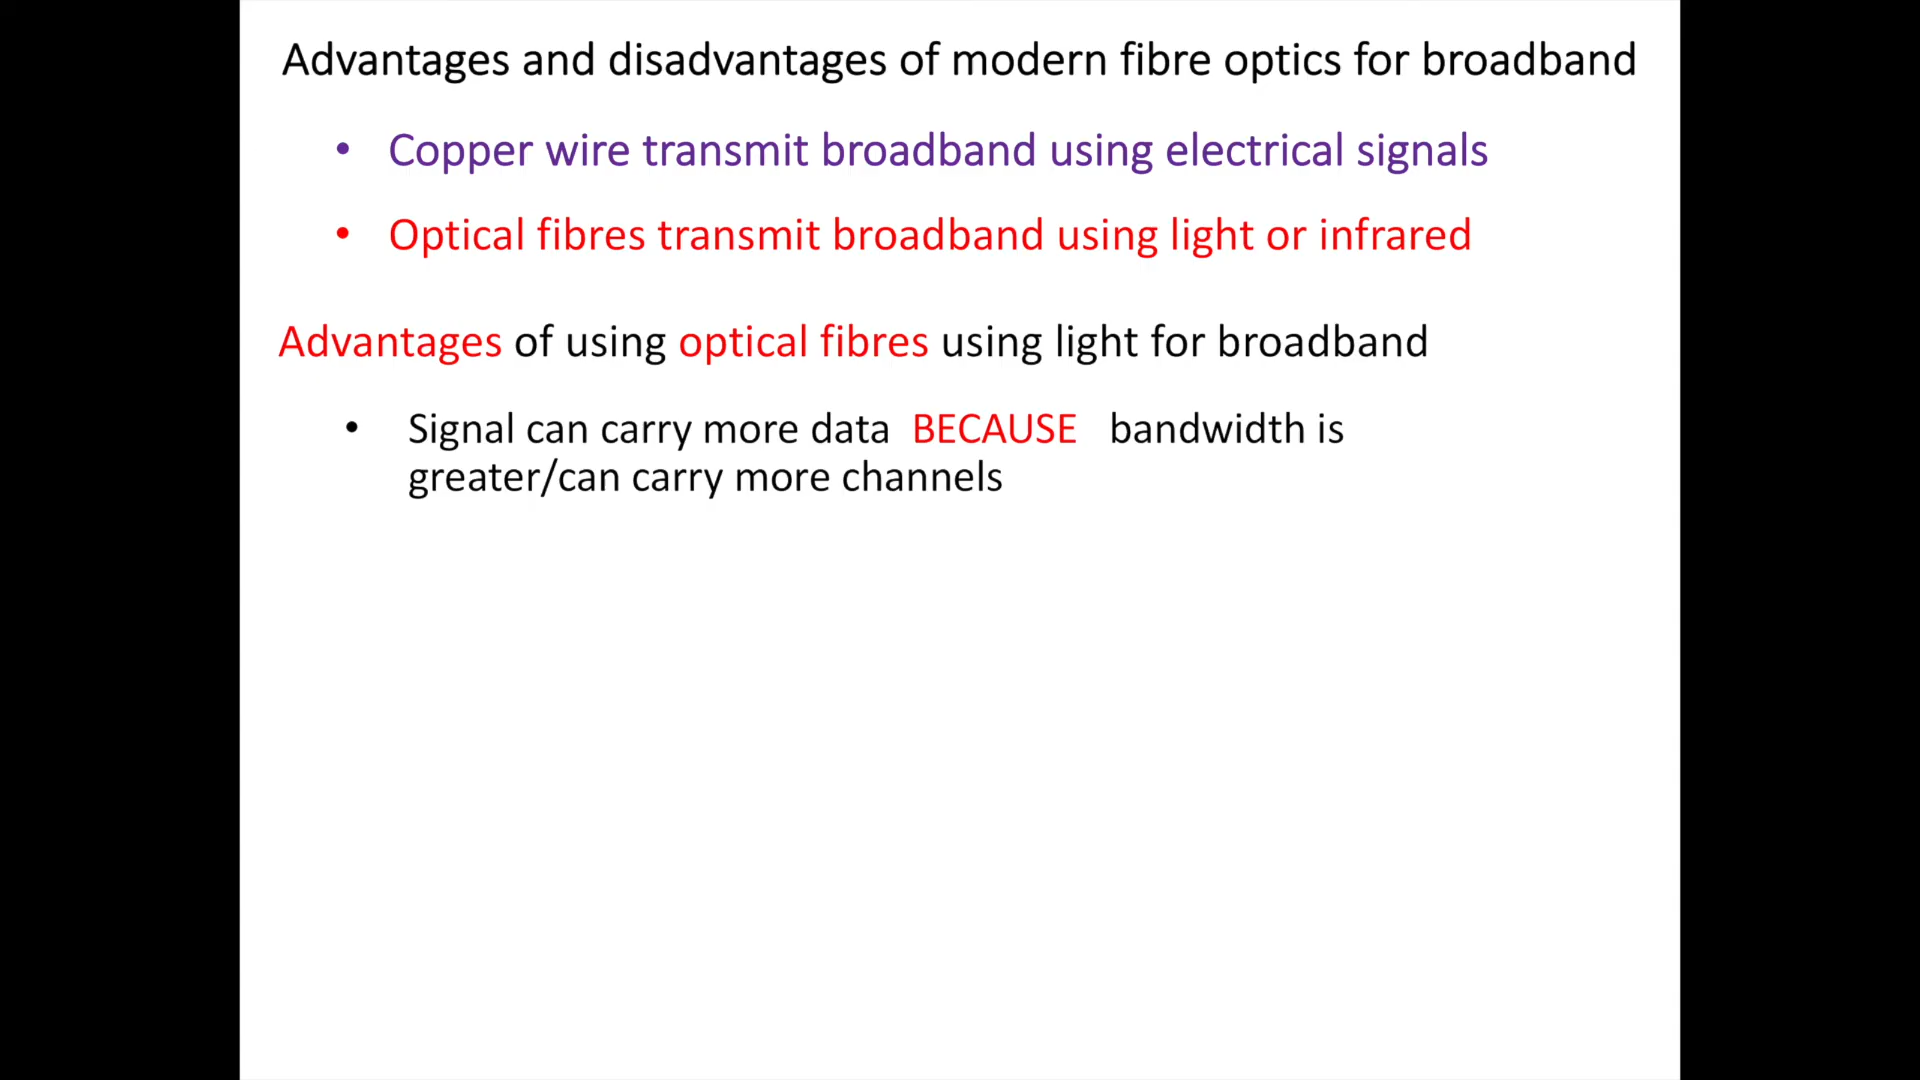 Advantages and disadvantages of modern fibre optics for broadband
• Copper wire transmit broadband using electrical signals
• Optical fibres transmit broadband using light or infrared
Advantages of using optical fibres using light for broadband
• Signal can carry more data BECAUSE bandwidth is
greater/can carry more channels